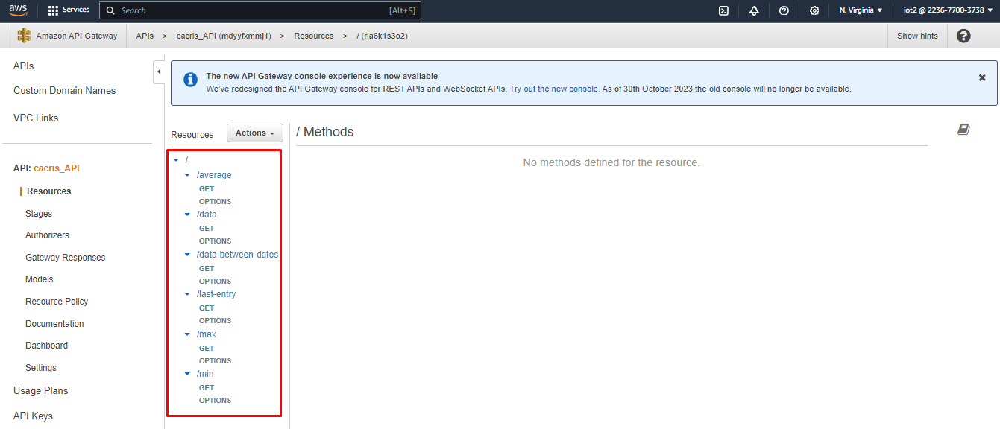 aws Services Search [Alt+S] N. Virginia iot2 @ 2236-7700-3738
Amazon API Gateway APIs > cacris_API (mdyyfxmmj1) > Resources > / (rla6k1s3o2) Show hints ?
APIs
Custom Domain Names
VPC Links
API: cacris_API
Resources
Stages
Authorizers
Gateway Responses
Models
Resource Policy
Documentation
Dashboard
Settings
Usage Plans
API Keys
The new API Gateway console experience is now available
We've redesigned the API Gateway console for REST APIs and WebSocket APIs. Try out the new console. As of 30th October 2023 the old console will no longer be available.
Resources Actions
/
/average
GET
OPTIONS
/data
GET
OPTIONS
/data-between-dates
GET
OPTIONS
/last-entry
GET
OPTIONS
/max
GET
OPTIONS
/min
GET
OPTIONS
/ Methods
No methods defined for the resource.